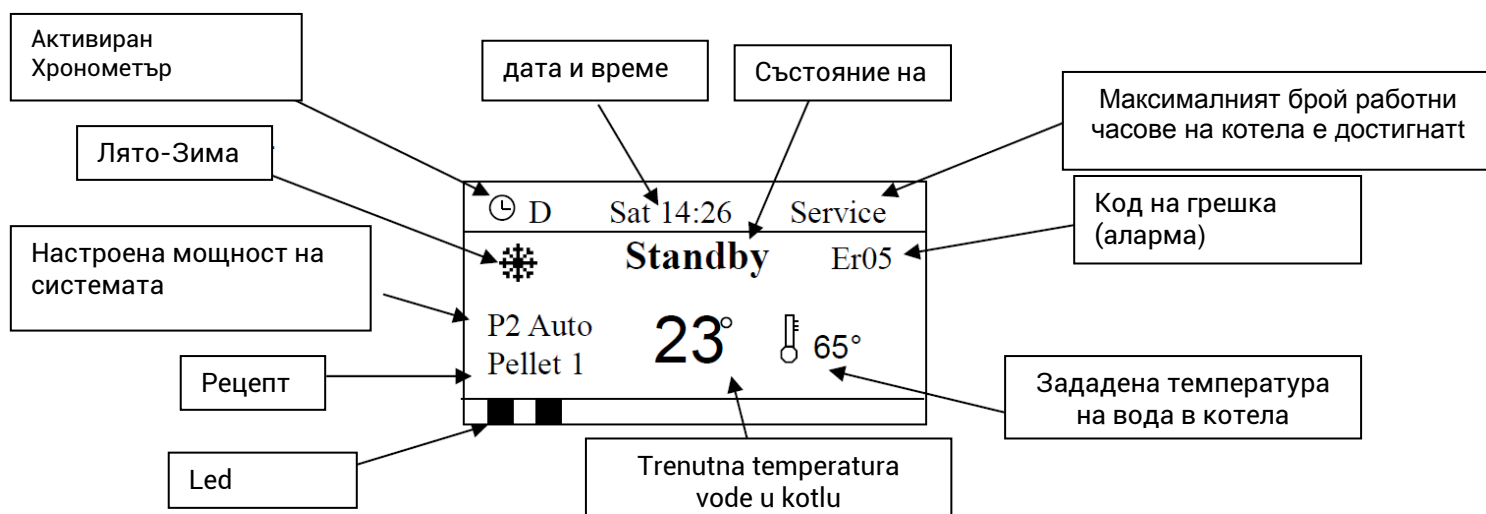 Активиран
Хронометър
дата и време
Състояние на
Максималният брой работни
часове на котела е достигнатt
Лято-Зима
D Sat 14:26 Service
Код на грешка
(аларма)
Настроена мощност на
системата
Standby Er05
P2 Auto
Pellet 1
23° 65°
Рецепт
Зададена температура
на вода в котела
Led
Trenutna temperatura
vode u kotlu